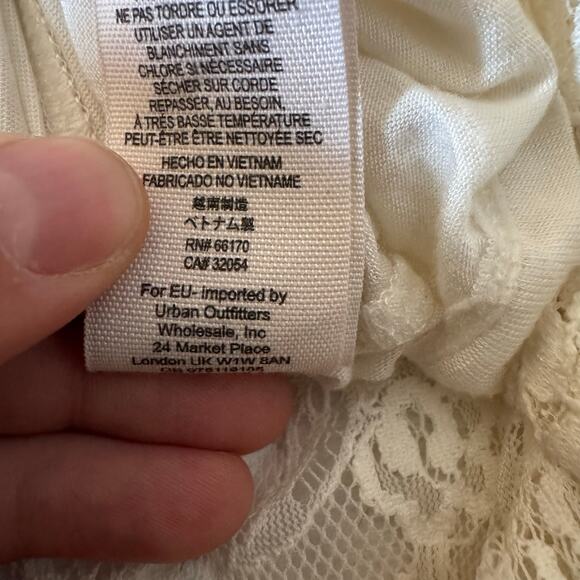 NE PAS TORDRE OU ESSORER
UTILISER UN AGENT DE
BLANCHIMENT SANS
CHLORE SI NÉCESSAIRE
SÉCHER SUR CORDE
REPASSER, AU BESOIN,
À TRÈS BASSE TEMPÉRATURE
PEUT-ÊTRE ÊTRE NETTOYÉE SEC
HECHO EN VIETNAM
FABRICADO NO VIETNAME
越南制造
ベトナム製
RN# 66170
CA# 32054
For EU- imported by
Urban Outfitters
Wholesale, Inc
24 Market Place
London UK W1W 8AN